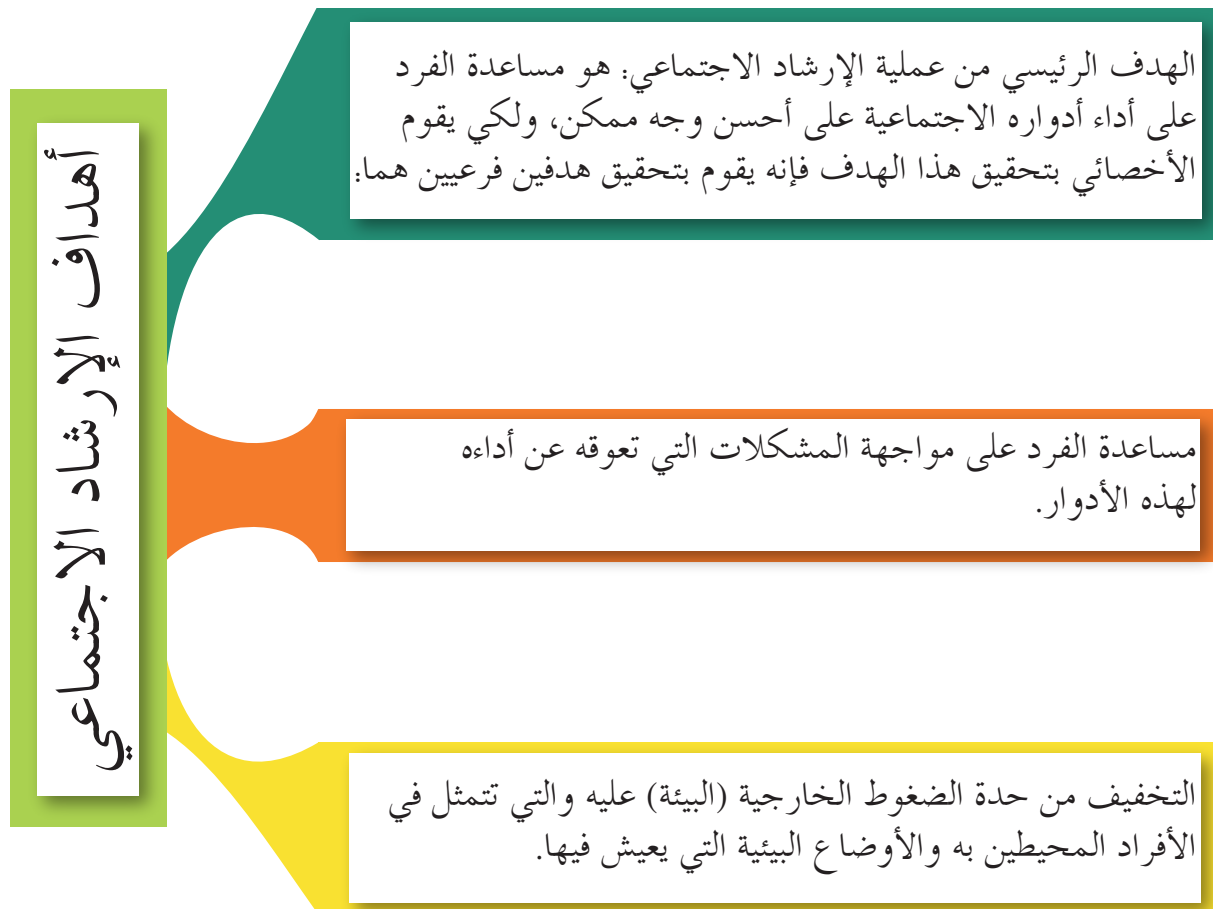 أهداف الإرشاد الاجتماعي
الهدف الرئيسي من عملية الإرشاد الاجتماعي: هو مساعدة الفرد
على أداء أدواره الاجتماعية على أحسن وجه ممكن، ولكي يقوم
الأخصائي بتحقيق هذا الهدف فإنه يقوم بتحقيق هدفين فرعيين هما:
مساعدة الفرد على مواجهة المشكلات التي تعوقه عن أداءه
لهذه الأدوار.
التخفيف من حدة الضغوط الخارجية (البيئة) عليه والتي تتمثل في
الأفراد المحيطين به والأوضاع البيئية التي يعيش فيها.